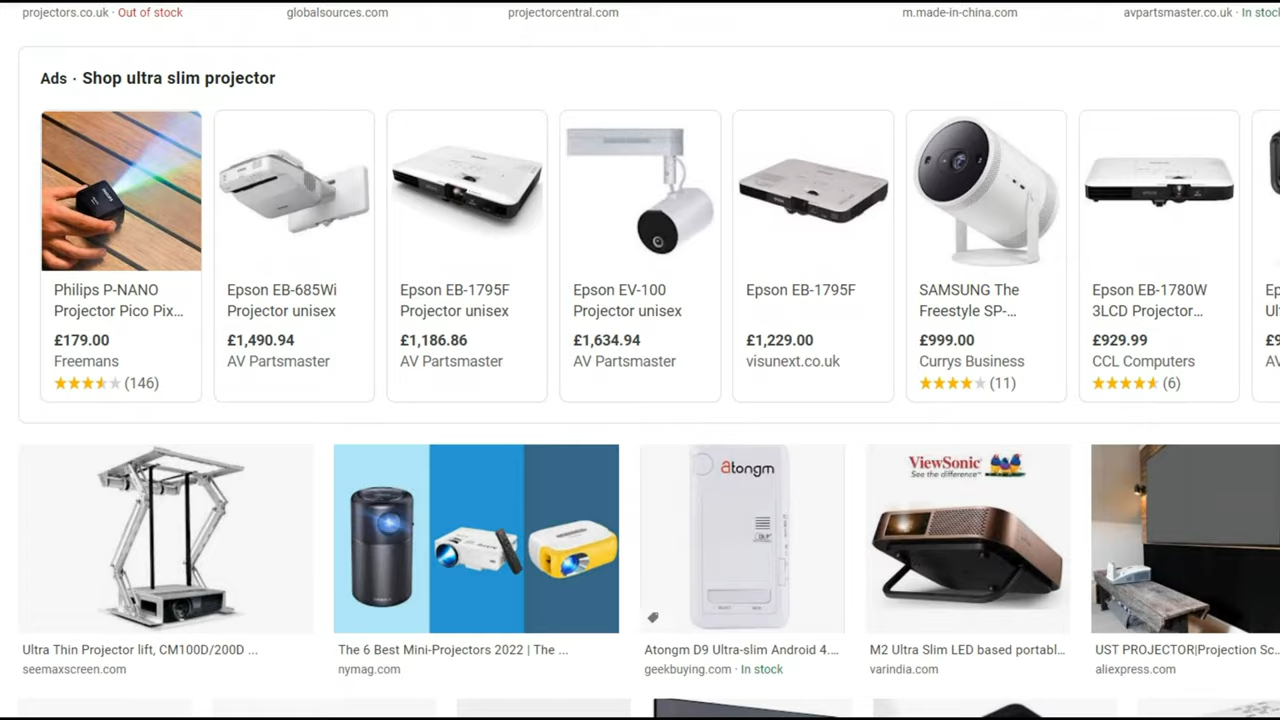 projectors.co.uk · Out of stock
globalsources.com
projectorcentral.com
m.made-in-china.com
avpartsmaster.co.uk · In stock
Ads · Shop ultra slim projector
Philips P-NANO
Projector Pico Pix...
£179.00
Freemans
(146)
Epson EB-685Wi
Projector unisex
£1,490.94
AV Partsmaster
Epson EB-1795F
Projector unisex
£1,186.86
AV Partsmaster
Epson EV-100
Projector unisex
£1,634.94
AV Partsmaster
Epson EB-1795F
£1,229.00
visunext.co.uk
SAMSUNG The
Freestyle SP-...
£999.00
Currys Business
(11)
Epson EB-1780W
3LCD Projector...
£929.99
CCL Computers
(6)
atongm
DLP
ViewSonic
See the difference
Ultra Thin Projector lift, CM100D/200D ...
seemaxscreen.com
The 6 Best Mini-Projectors 2022 | The ...
nymag.com
Atongm D9 Ultra-slim Android 4....
geekbuying.com · In stock
M2 Ultra Slim LED based portabl...
varindia.com
UST PROJECTOR|Projection Sc...
aliexpress.com